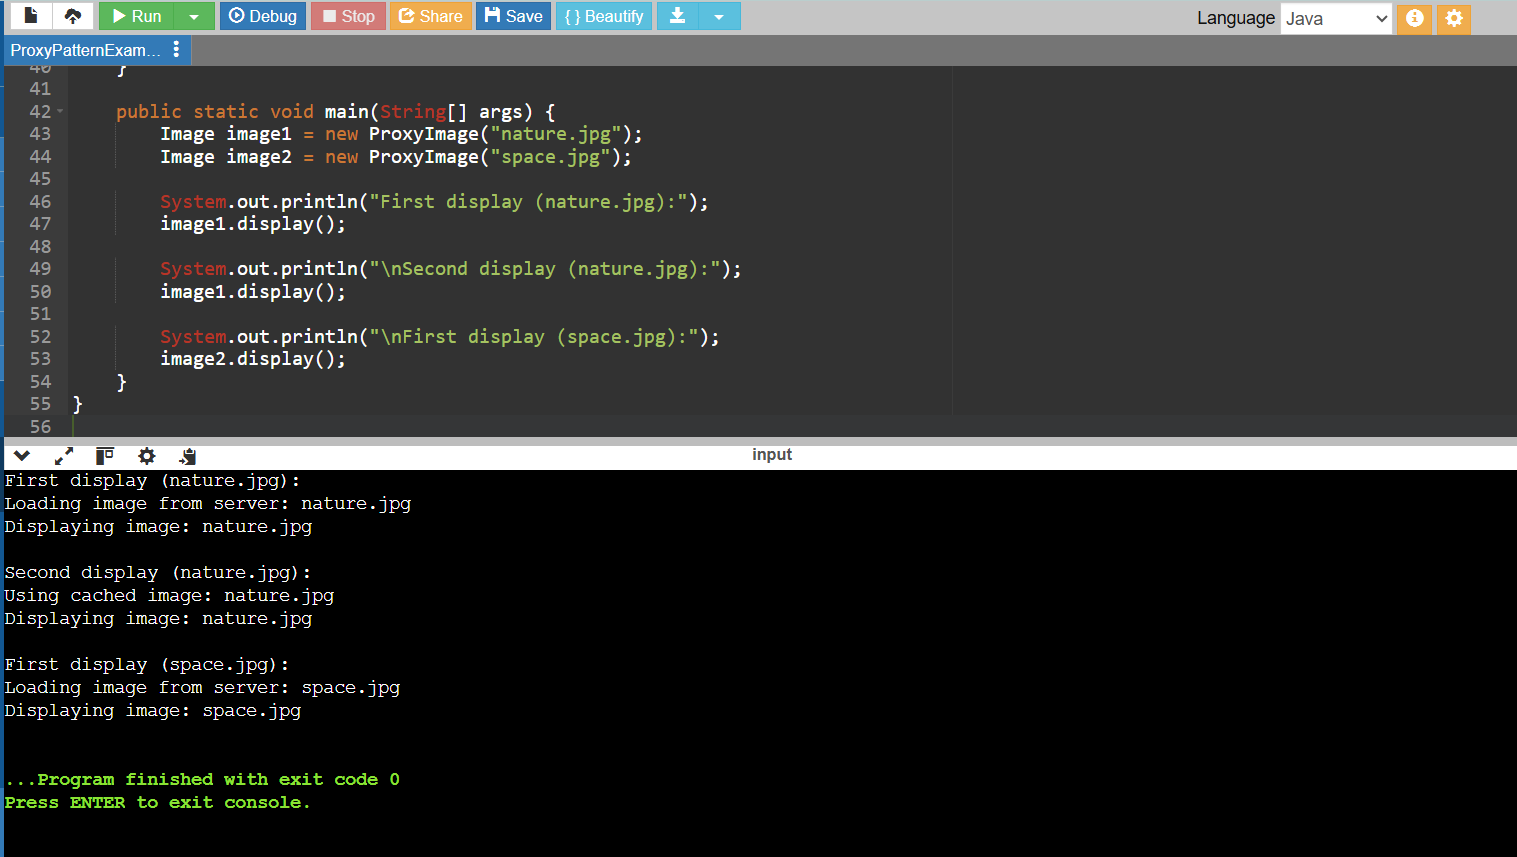 Run Debug Stop Share Save { } Beautify Language Java
ProxyPatternExam...
40 }
41
42 public static void main(String[] args) {
43 Image image1 = new ProxyImage("nature.jpg");
44 Image image2 = new ProxyImage("space.jpg");
45
46 System.out.println("First display (nature.jpg):");
47 image1.display();
48
49 System.out.println("\nSecond display (nature.jpg):");
50 image1.display();
51
52 System.out.println("\nFirst display (space.jpg):");
53 image2.display();
54 }
55 }
56
input
First display (nature.jpg):
Loading image from server: nature.jpg
Displaying image: nature.jpg
Second display (nature.jpg):
Using cached image: nature.jpg
Displaying image: nature.jpg
First display (space.jpg):
Loading image from server: space.jpg
Displaying image: space.jpg
...Program finished with exit code 0
Press ENTER to exit console.